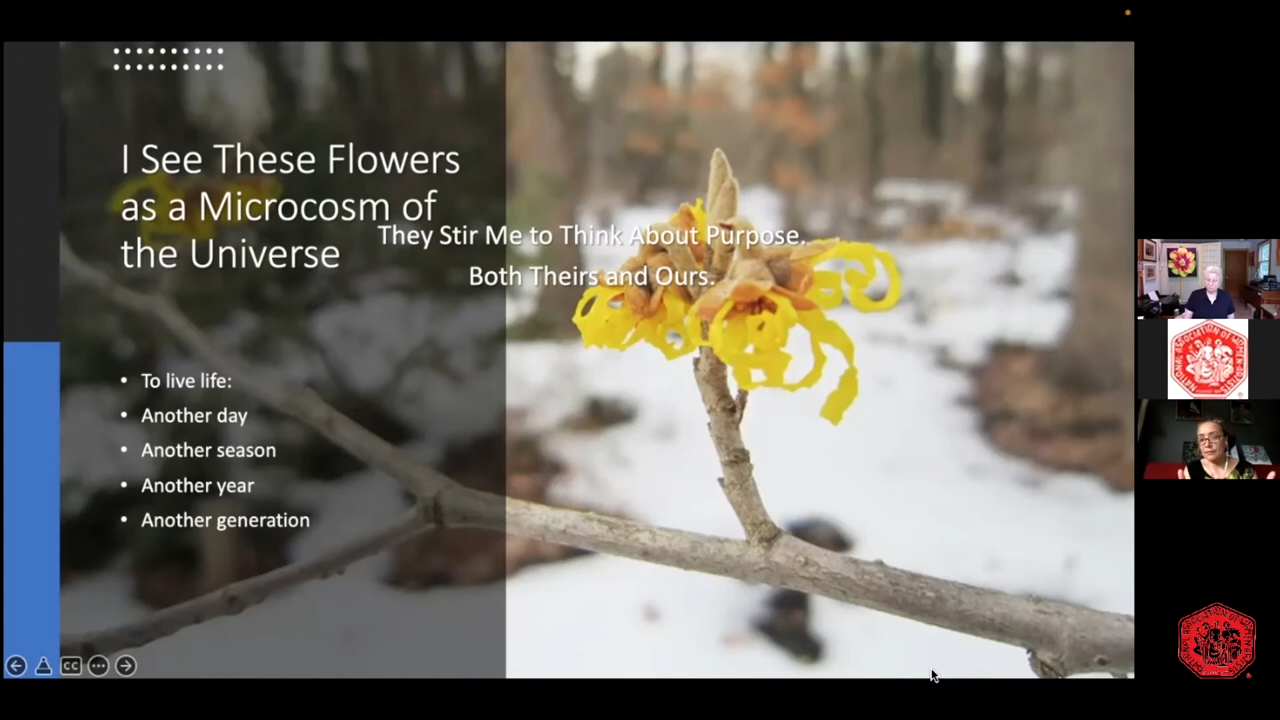 I See These Flowers
as a Microcosm of
the Universe
They Stir Me to Think About Purpose.
Both Theirs and Ours.
• To live life:
• Another day
• Another season
• Another year
• Another generation
CC